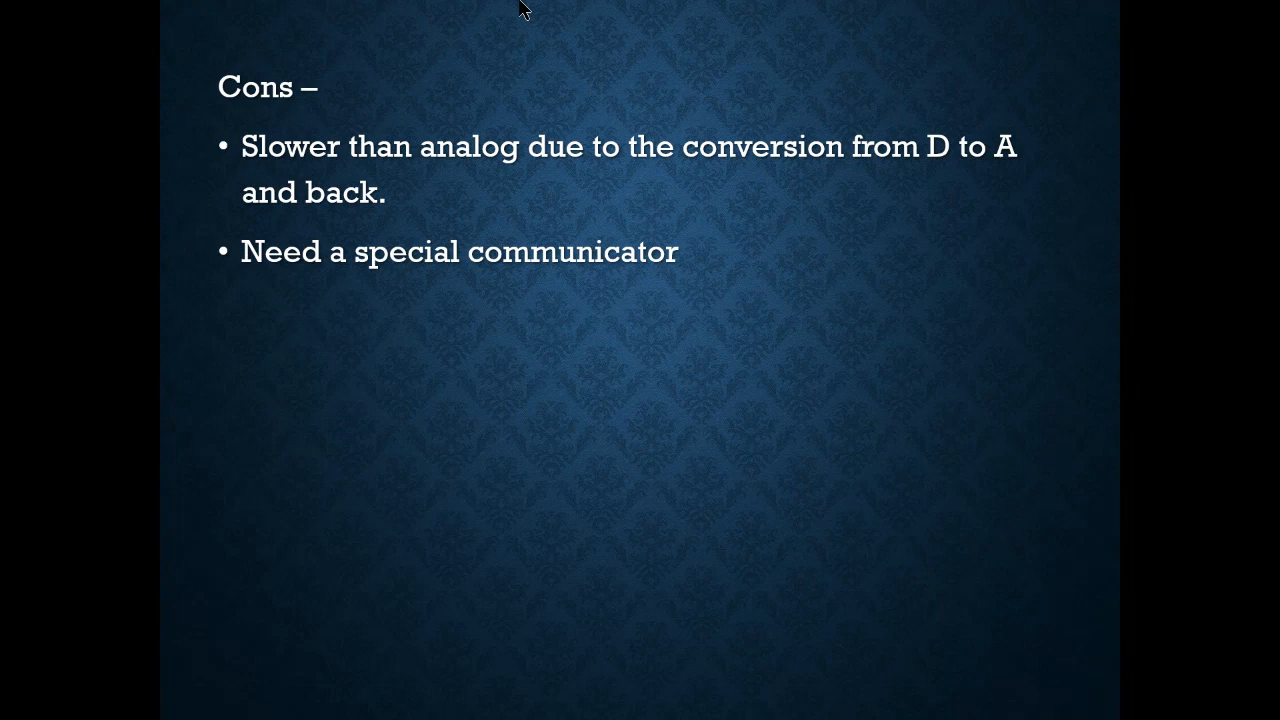 Cons –
• Slower than analog due to the conversion from D to A
and back.
• Need a special communicator